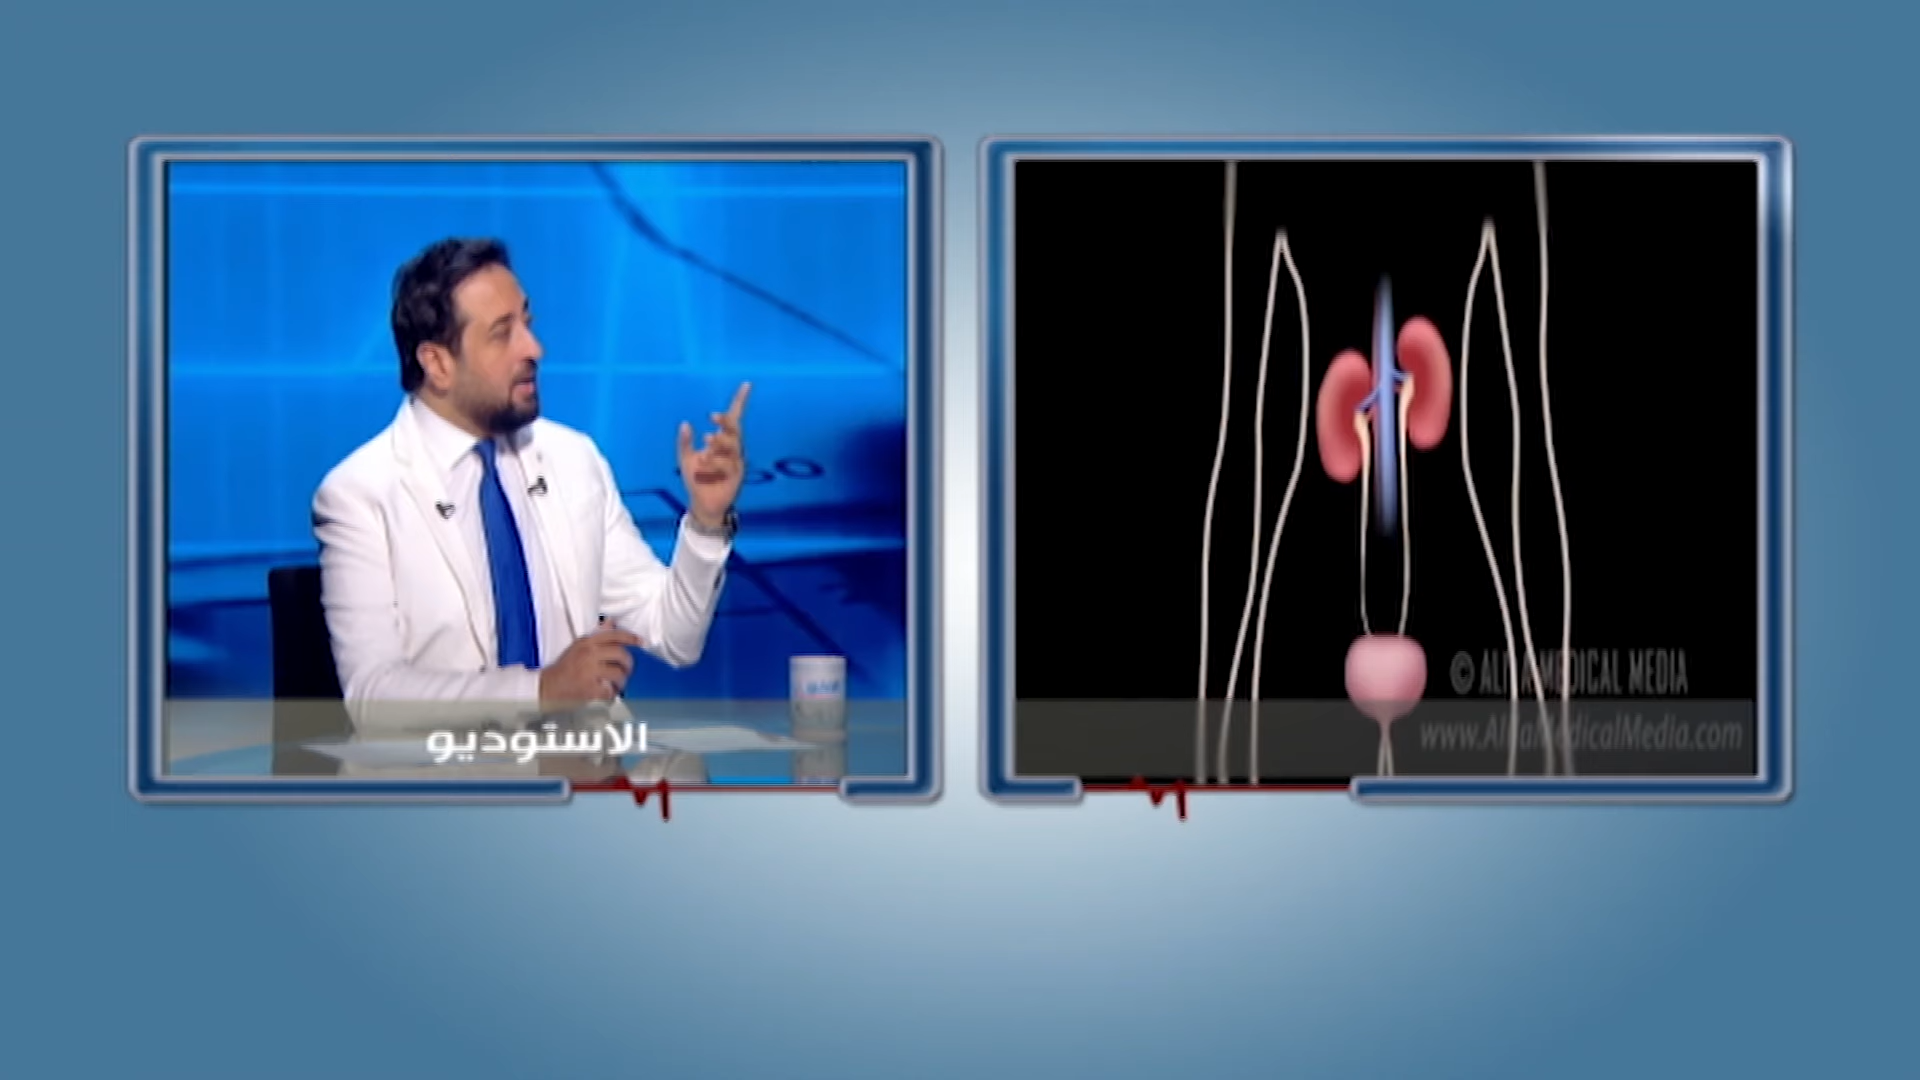 الاستوديو
© ALILA MEDICAL MEDIA
www.AlilaMedicalMedia.com